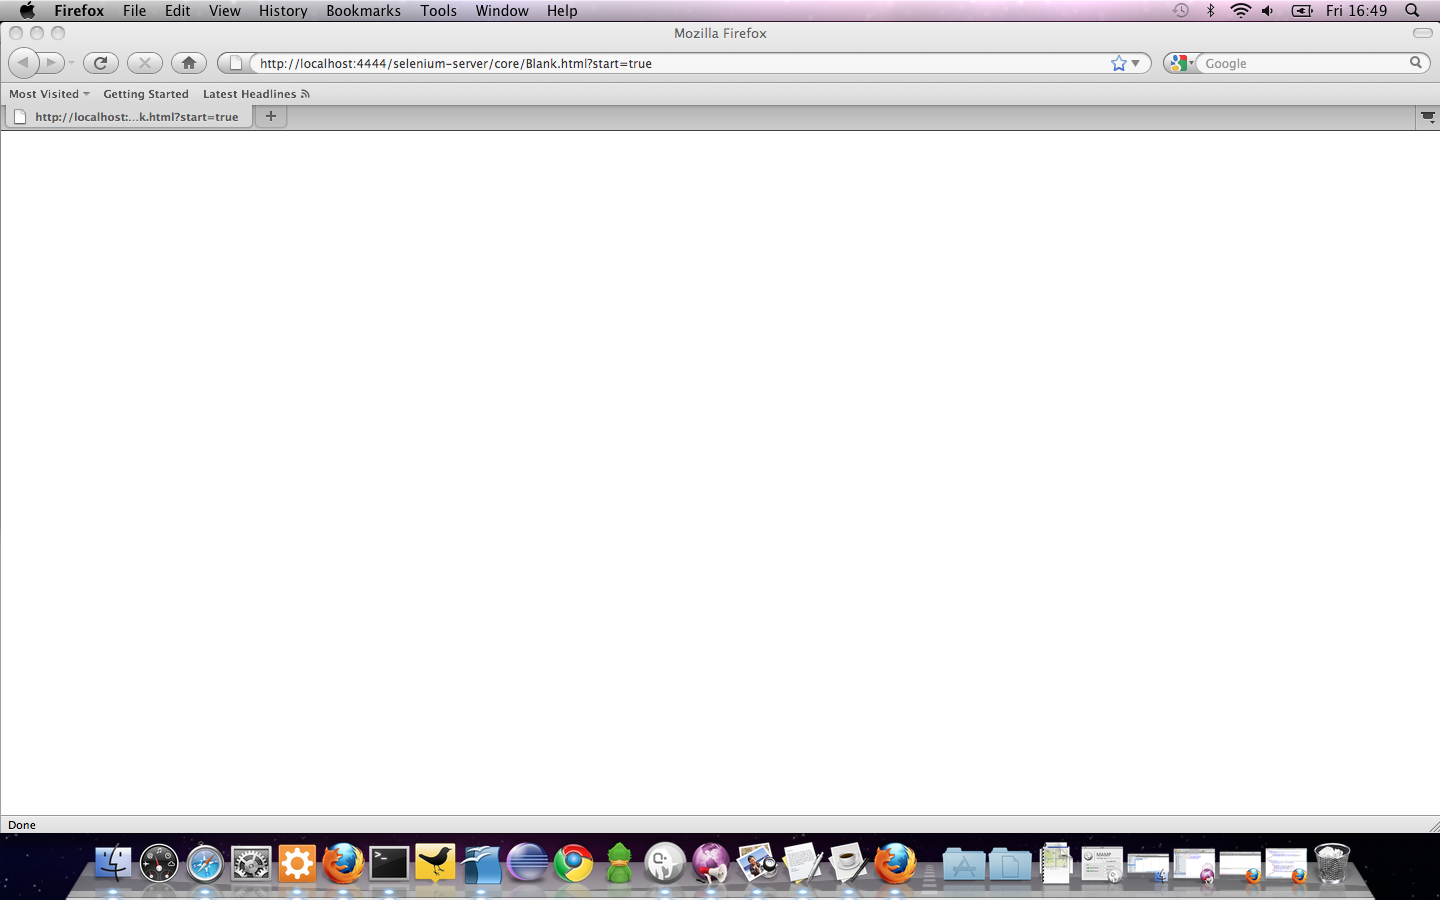 Firefox File Edit View History Bookmarks Tools Window Help Fri 16:49
Mozilla Firefox
http://localhost:4444/selenium-server/core/Blank.html?start=true Google
Most Visited Getting Started Latest Headlines
http://localhost:...k.html?start=true
Done